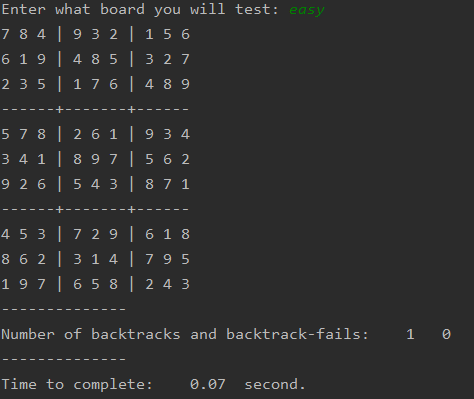 Enter what board you will test: easy
7 8 4 | 9 3 2 | 1 5 6
6 1 9 | 4 8 5 | 3 2 7
2 3 5 | 1 7 6 | 4 8 9
------+-------+------
5 7 8 | 2 6 1 | 9 3 4
3 4 1 | 8 9 7 | 5 6 2
9 2 6 | 5 4 3 | 8 7 1
------+-------+------
4 5 3 | 7 2 9 | 6 1 8
8 6 2 | 3 1 4 | 7 9 5
1 9 7 | 6 5 8 | 2 4 3
--------------
Number of backtracks and backtrack-fails:    1   0
--------------
Time to complete:    0.07  second.